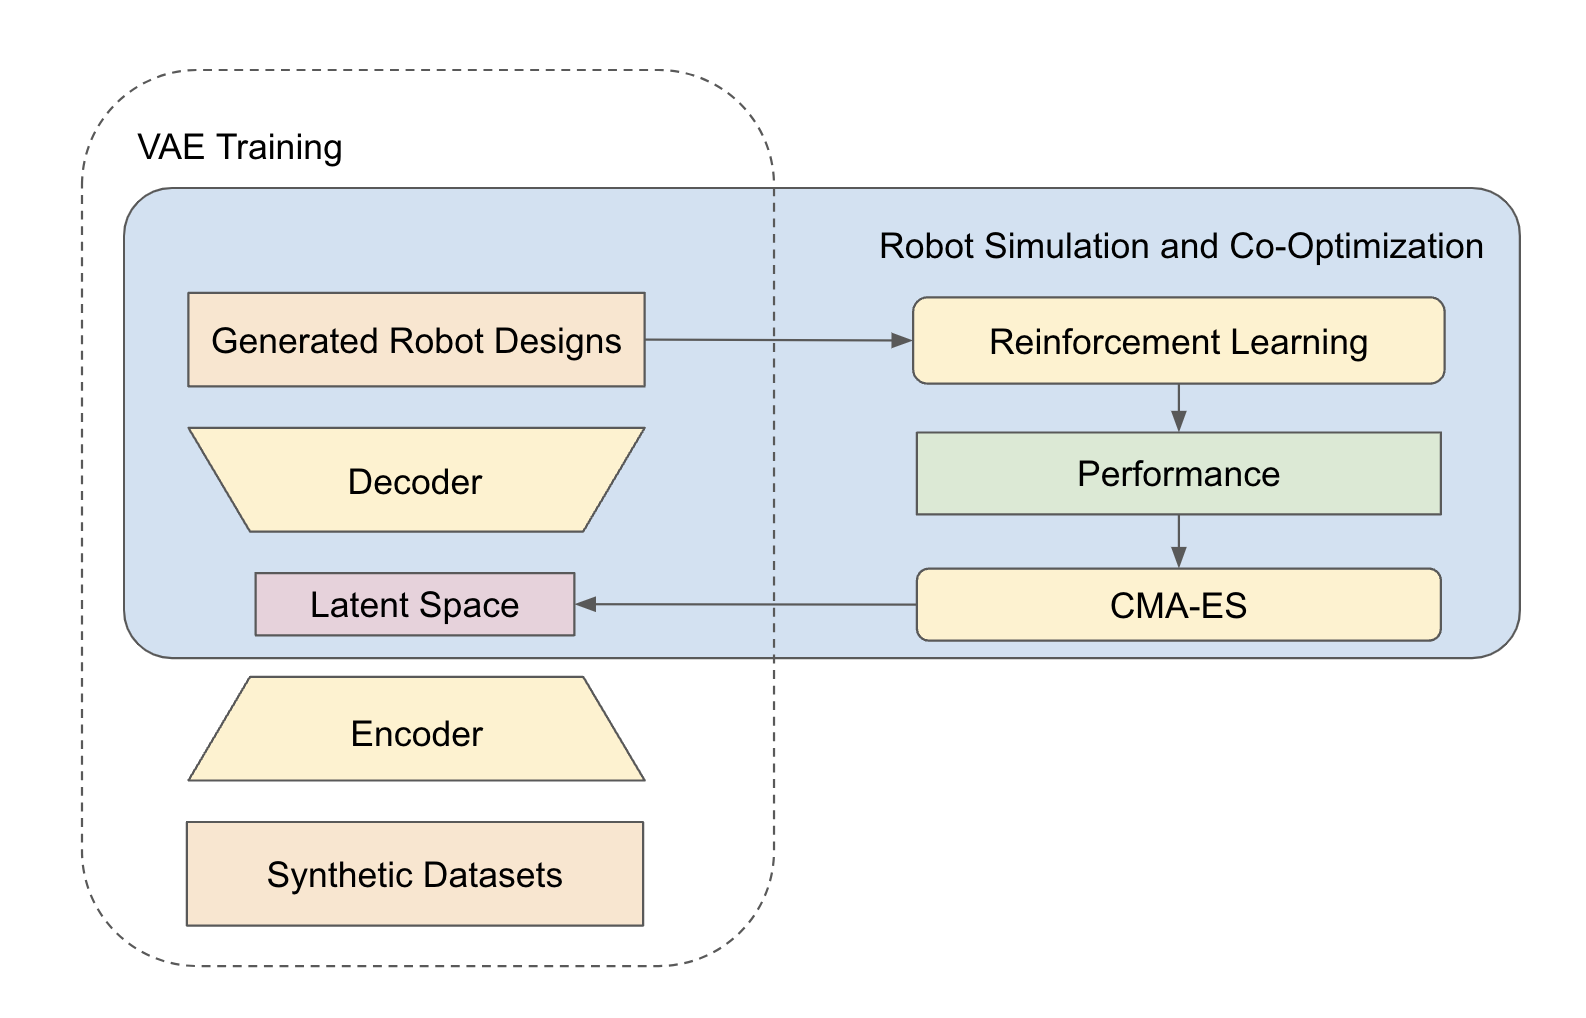 VAE Training
Robot Simulation and Co-Optimization
Generated Robot Designs
Reinforcement Learning
Decoder
Performance
Latent Space
CMA-ES
Encoder
Synthetic Datasets